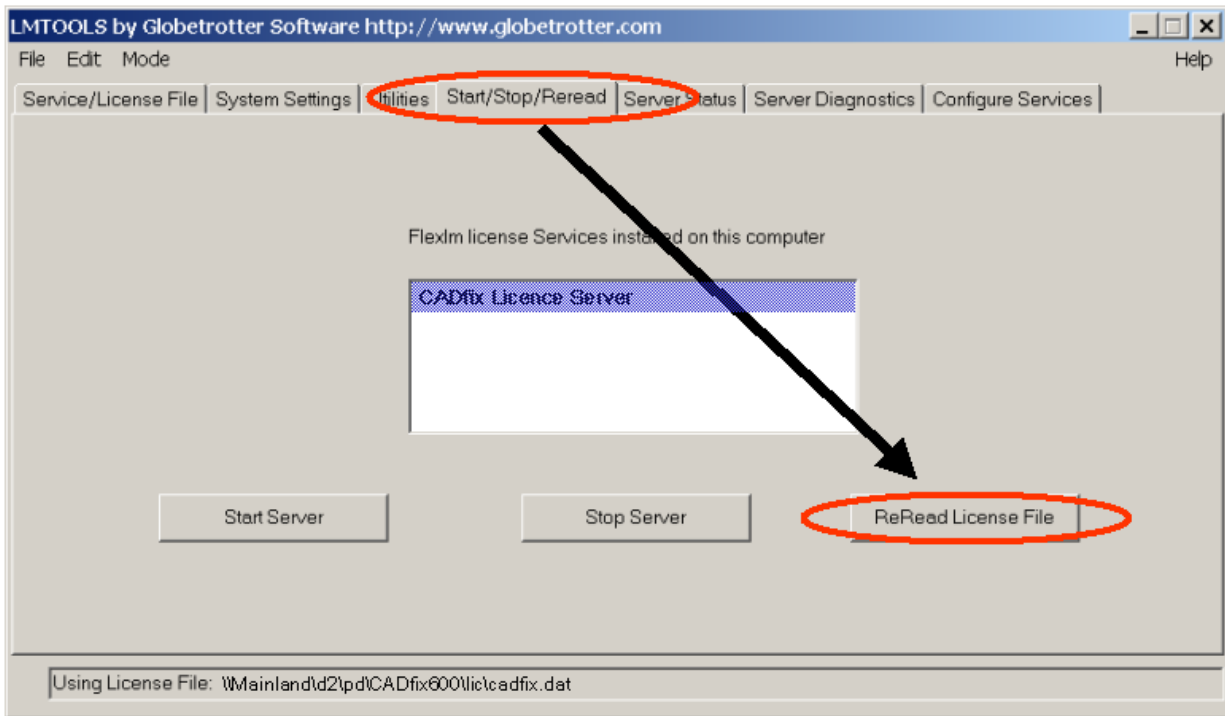 LMTOOLS by Globetrotter Software http://www.globetrotter.com
File Edit Mode Help
Service/License File System Settings Utilities Start/Stop/Reread Server Status Server Diagnostics Configure Services
Flexlm license Services installed on this computer
CADfix Licence Server
Start Server Stop Server ReRead License File
Using License File: \\Mainland\d2\pd\CADfix600\lic\cadfix.dat